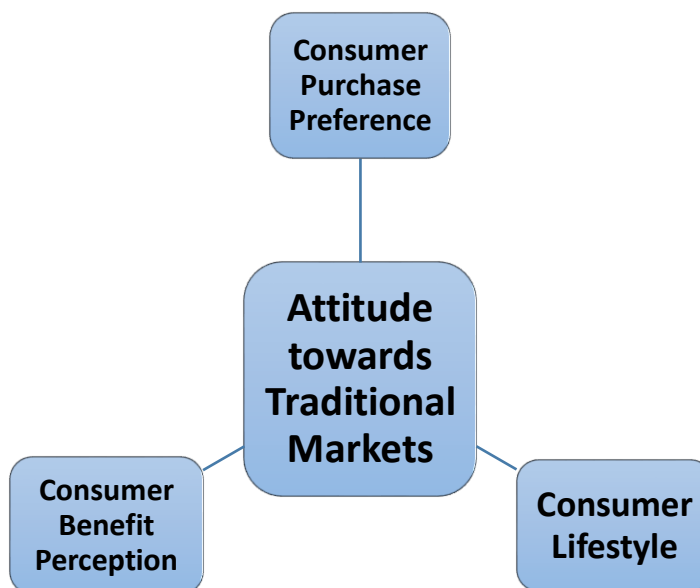 Consumer
Purchase
Preference
Attitude
towards
Traditional
Markets
Consumer
Benefit
Perception
Consumer
Lifestyle